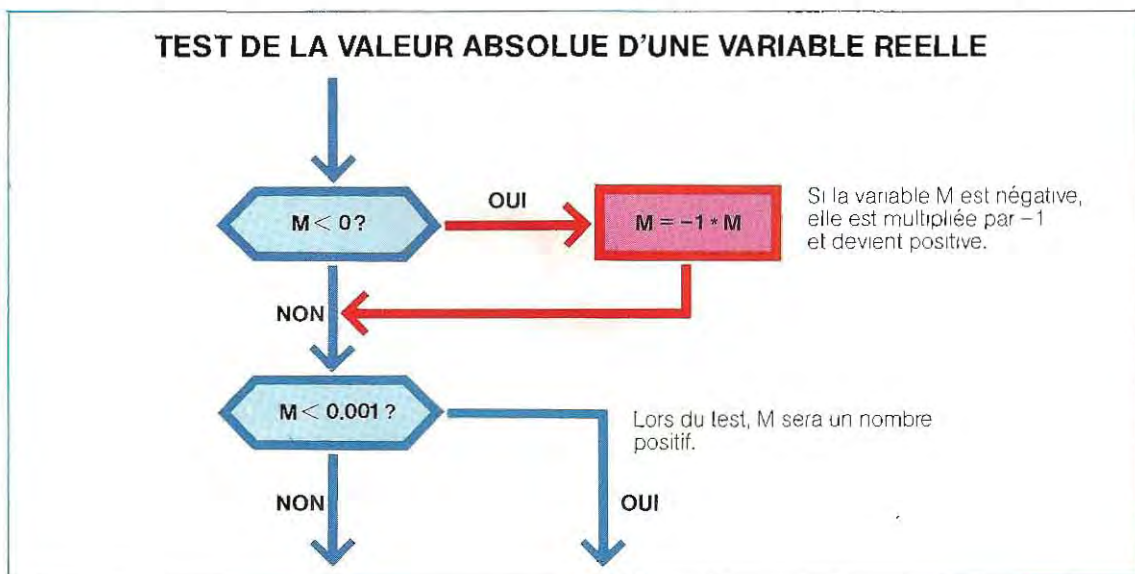 TEST DE LA VALEUR ABSOLUE D'UNE VARIABLE REELLE
M < 0?
OUI
M = −1 * M
Si la variable M est négative,
elle est multipliée par −1
et devient positive.
NON
M < 0.001 ?
Lors du test, M sera un nombre
positif.
NON
OUI